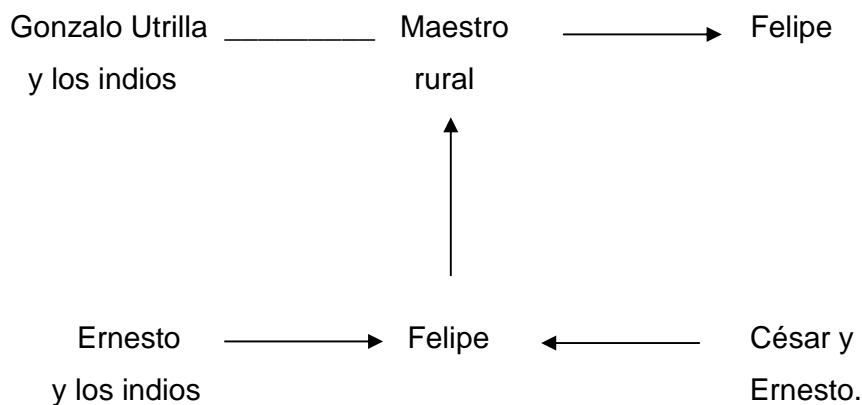 Gonzalo Utrilla _________ Maestro Felipe
y los indios rural
Ernesto Felipe César y
y los indios Ernesto.